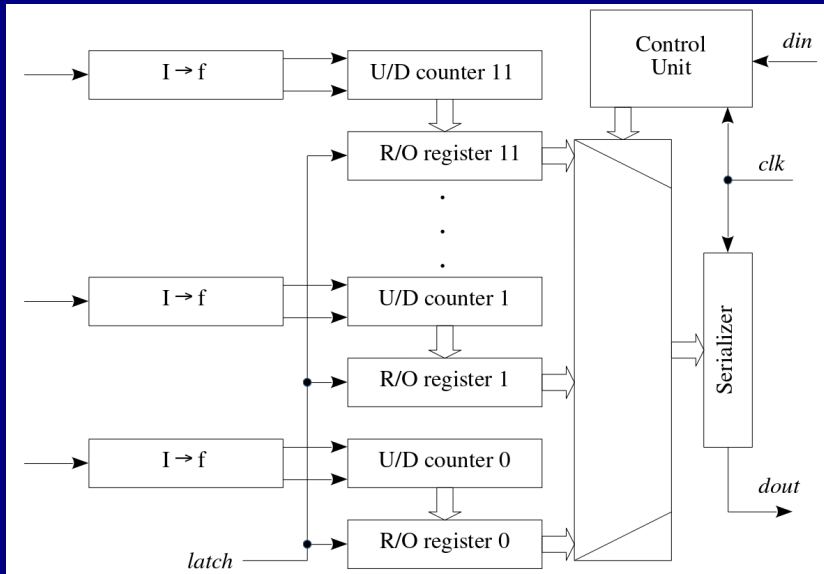 I → f
U/D counter 11
Control
Unit
din
R/O register 11
clk
I → f
U/D counter 1
R/O register 1
Serializer
I → f
U/D counter 0
dout
R/O register 0
latch